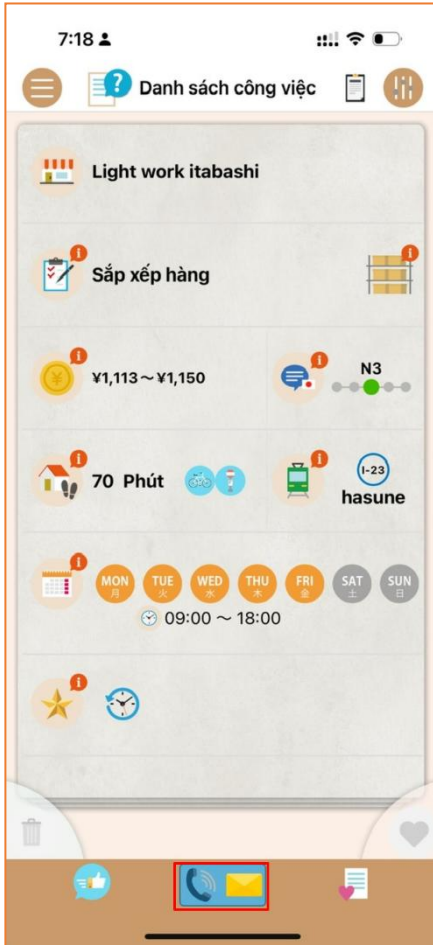 7:18
Danh sách công việc
Light work itabashi
Sắp xếp hàng
¥1,113～¥1,150
N3
70 Phút
I-23
hasune
MON 月 TUE 火 WED 水 THU 木 FRI 金 SAT 土 SUN 日
09:00 ～ 18:00